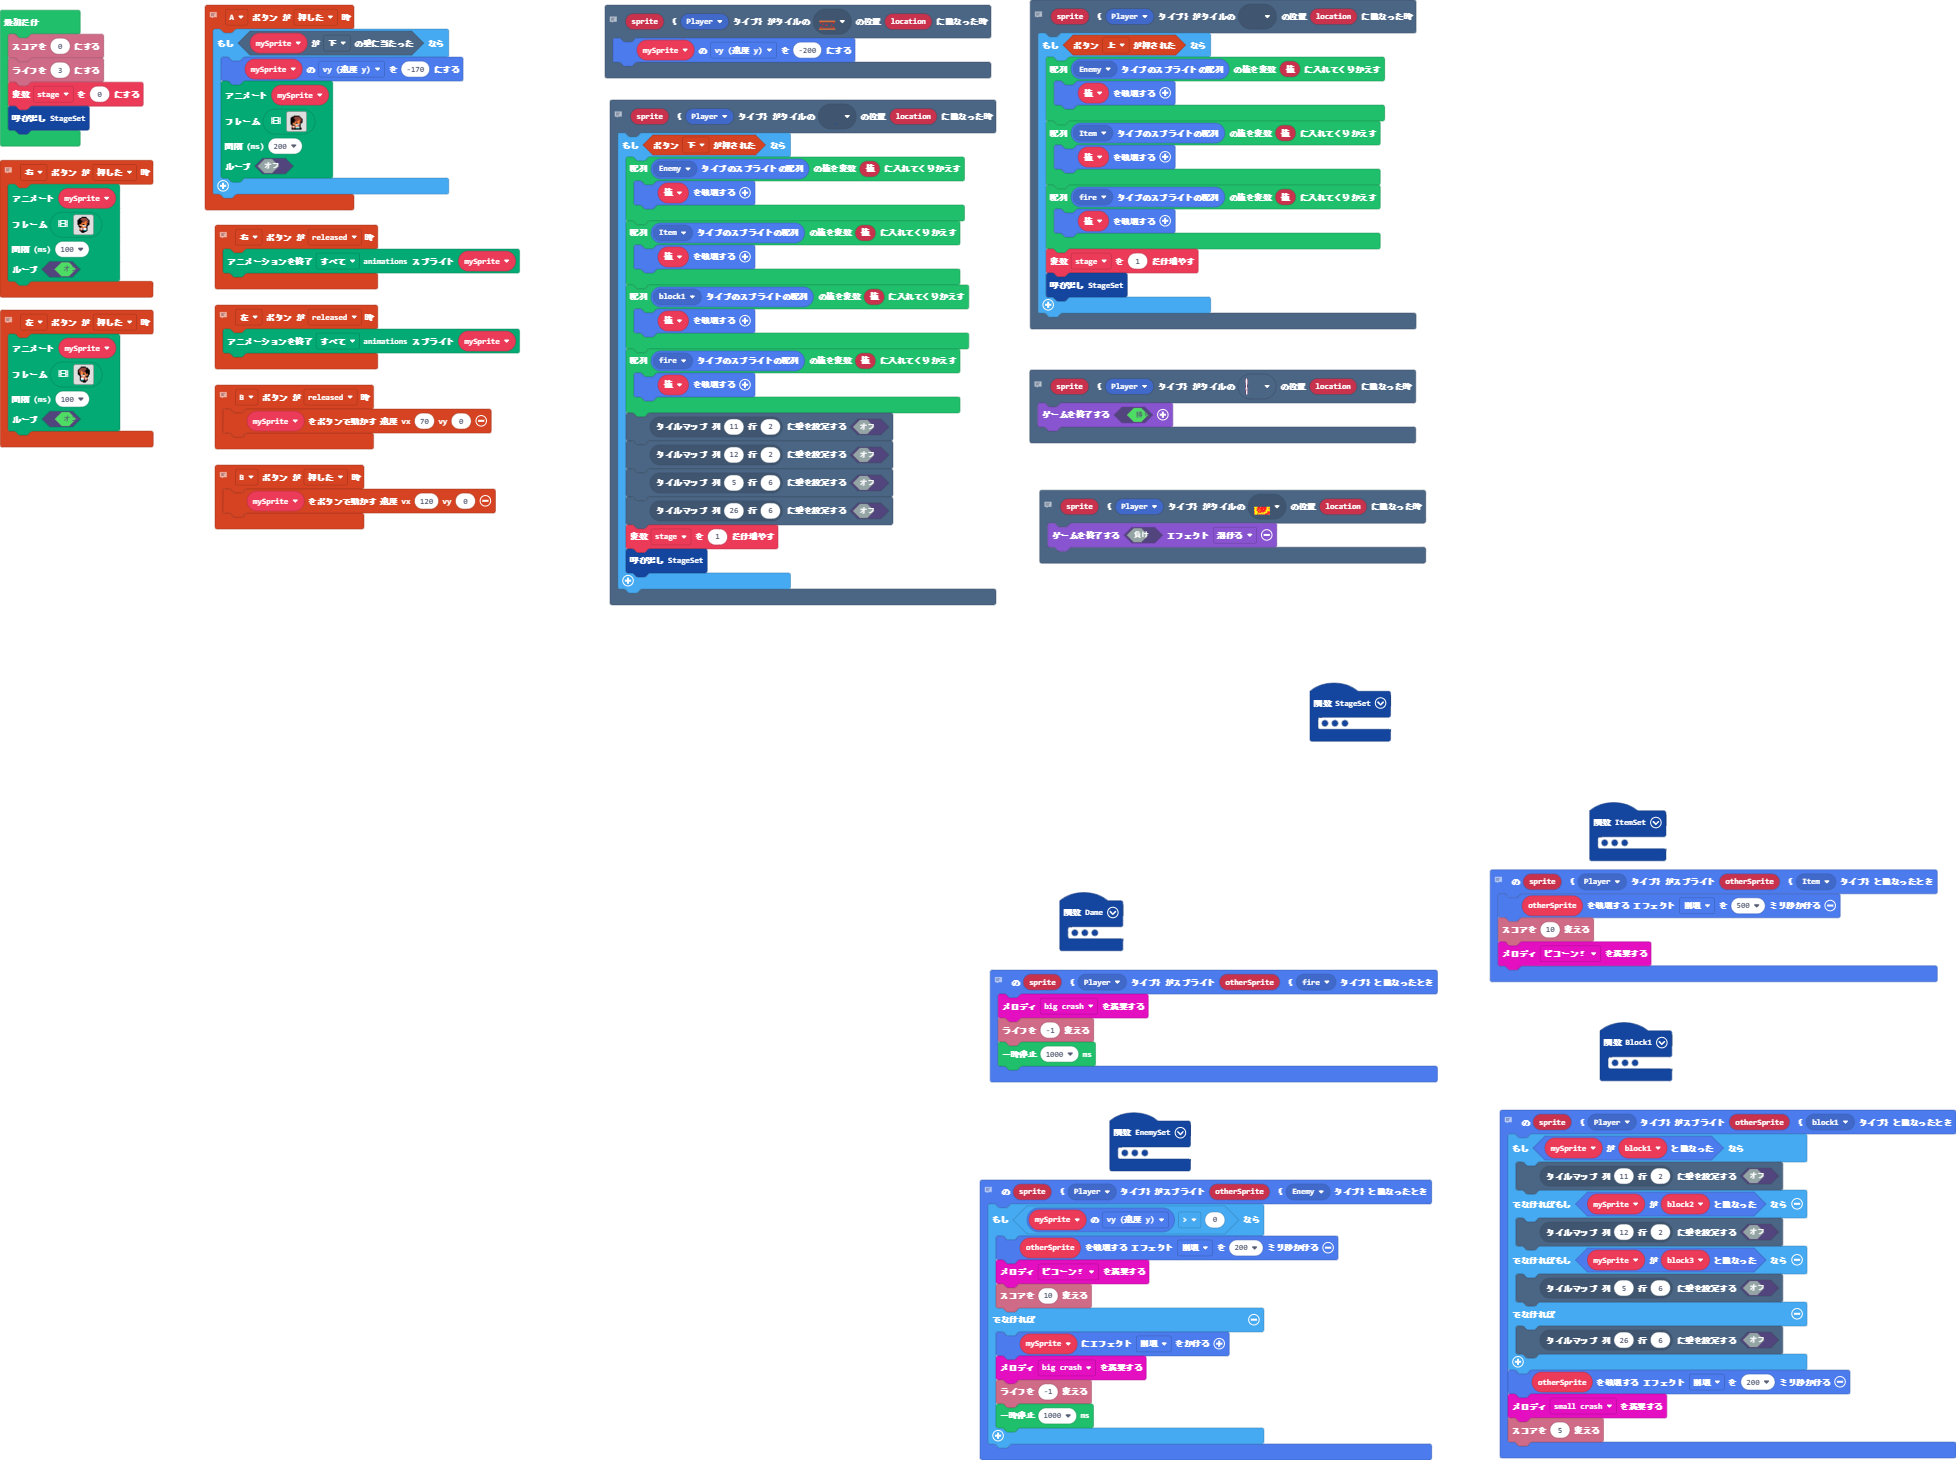 最初だけ
スコアを 0 にする
ライフを 3 にする
変数 stage を 0 にする
呼び出し StageSet
右 ボタン が 押した 時
アニメート mySprite
フレーム
間隔 (ms) 100
ループ オン
左 ボタン が 押した 時
アニメート mySprite
フレーム
間隔 (ms) 100
ループ オン
A ボタン が 押した 時
もし mySprite が 下 の壁に当たった なら
mySprite の vy (速度 y) を -170 にする
アニメート mySprite
フレーム
間隔 (ms) 200
ループ オフ
右 ボタン が released 時
アニメーションを終了 すべて animations スプライト mySprite
左 ボタン が released 時
アニメーションを終了 すべて animations スプライト mySprite
B ボタン が released 時
mySprite をボタンで動かす 速度 vx 70 vy 0
B ボタン が 押した 時
mySprite をボタンで動かす 速度 vx 120 vy 0
sprite { Player タイプ} がタイルの の位置 location に重なった時
mySprite の vy (速度 y) を -200 にする
sprite { Player タイプ} がタイルの の位置 location に重なった時
もし ボタン 下 が押された なら
配列 Enemy タイプのスプライトの配列 の値を変数 値 に入れてくりかえす
値 を破壊する
配列 Item タイプのスプライトの配列 の値を変数 値 に入れてくりかえす
値 を破壊する
配列 block1 タイプのスプライトの配列 の値を変数 値 に入れてくりかえす
値 を破壊する
配列 fire タイプのスプライトの配列 の値を変数 値 に入れてくりかえす
値 を破壊する
タイルマップ 列 11 行 2 に壁を設定する オフ
タイルマップ 列 12 行 2 に壁を設定する オフ
タイルマップ 列 5 行 6 に壁を設定する オフ
タイルマップ 列 26 行 6 に壁を設定する オフ
変数 stage を 1 だけ増やす
呼び出し StageSet
sprite { Player タイプ} がタイルの の位置 location に重なった時
もし ボタン 上 が押された なら
配列 Enemy タイプのスプライトの配列 の値を変数 値 に入れてくりかえす
値 を破壊する
配列 Item タイプのスプライトの配列 の値を変数 値 に入れてくりかえす
値 を破壊する
配列 fire タイプのスプライトの配列 の値を変数 値 に入れてくりかえす
値 を破壊する
変数 stage を 1 だけ増やす
呼び出し StageSet
sprite { Player タイプ} がタイルの の位置 location に重なった時
ゲームを終了する
sprite { Player タイプ} がタイルの の位置 location に重なった時
ゲームを終了する 負け エフェクト 溶ける
関数 StageSet
関数 ItemSet
の sprite { Player タイプ} がスプライト otherSprite { Item タイプ} と重なったとき
otherSprite を破壊する エフェクト 崩壊 を 500 ミリ秒かける
スコアを 10 変える
メロディ ピコーン! を演奏する
関数 Dame
の sprite { Player タイプ} がスプライト otherSprite { fire タイプ} と重なったとき
メロディ big crash を演奏する
ライフを -1 変える
一時停止 1000 ms
関数 Block1
の sprite { Player タイプ} がスプライト otherSprite { block1 タイプ} と重なったとき
もし mySprite が block1 と重なった なら
タイルマップ 列 11 行 2 に壁を設定する オフ
でなければもし mySprite が block2 と重なった なら
タイルマップ 列 12 行 2 に壁を設定する オフ
でなければもし mySprite が block3 と重なった なら
タイルマップ 列 5 行 6 に壁を設定する オフ
でなければ
タイルマップ 列 26 行 6 に壁を設定する オフ
otherSprite を破壊する エフェクト 崩壊 を 200 ミリ秒かける
メロディ small crash を演奏する
スコアを 5 変える
関数 EnemySet
の sprite { Player タイプ} がスプライト otherSprite { Enemy タイプ} と重なったとき
もし mySprite の vy (速度 y) > 0 なら
otherSprite を破壊する エフェクト 崩壊 を 200 ミリ秒かける
メロディ ピコーン! を演奏する
スコアを 10 変える
でなければ
mySprite にエフェクト 崩壊 をかける
メロディ big crash を演奏する
ライフを -1 変える
一時停止 1000 ms